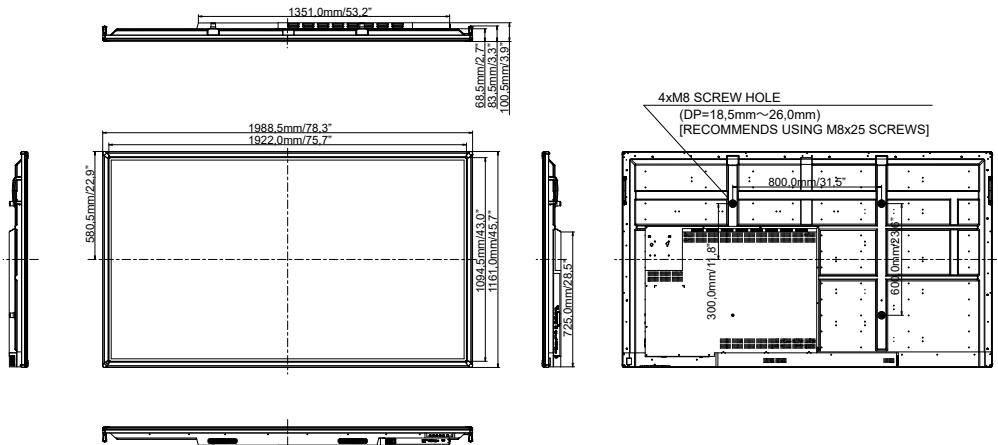 1351,0mm/53,2"
68,5mm/2,7"
83,5mm/3,3"
100,5mm/3,9"
1988,5mm/78,3"
1922,0mm/75,7"
580,5mm/22,9"
1094,5mm/43,0"
1161,0mm/45,7"
725,0mm/28,5"
4xM8 SCREW HOLE
(DP=18,5mm～26,0mm)
[RECOMMENDS USING M8x25 SCREWS]
800,0mm/31,5"
300,0mm/11,8"
600,0mm/23,6"